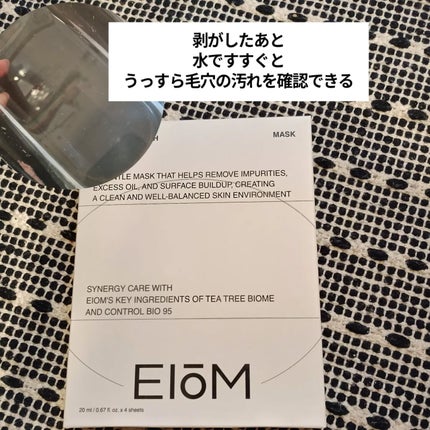 剥がしたあと
水ですすぐと
うっすら毛穴の汚れを確認できる
MASK
MASK THAT HELPS REMOVE IMPURITIES,
EXCESS OIL, AND SURFACE BUILDUP, CREATING
A CLEAN AND WELL-BALANCED SKIN ENVIRONMENT
SYNERGY CARE WITH
EIOM'S KEY INGREDIENTS OF TEA TREE BIOME
AND CONTROL BIO 95
EIōM
20 ml / 0.67 fl. oz. x 4 sheets